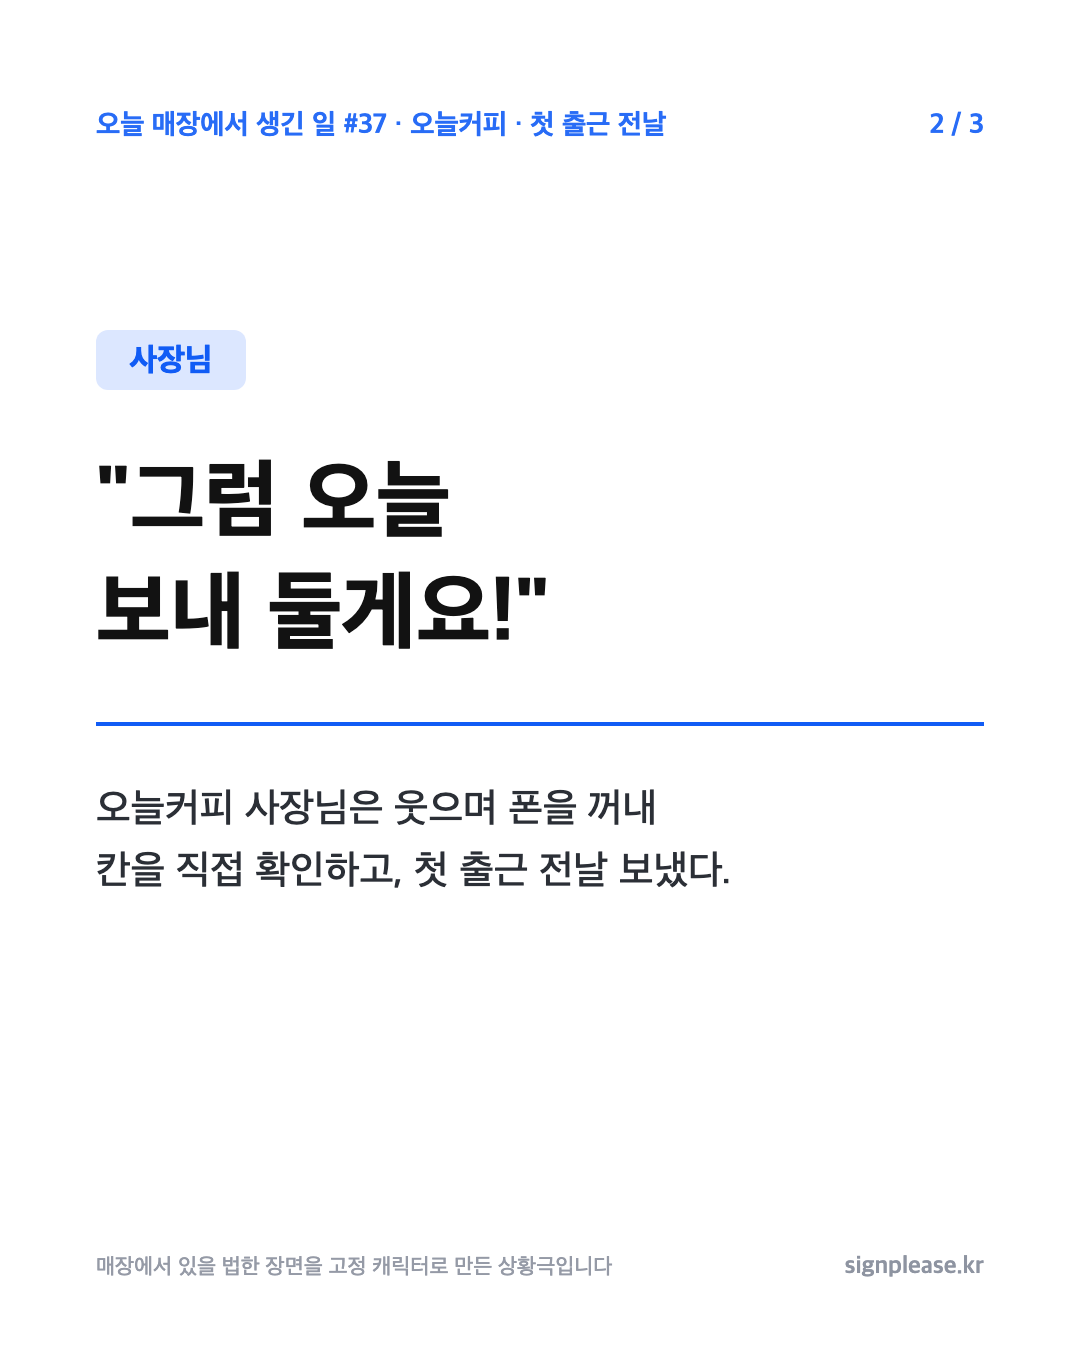 오늘 매장에서 생긴 일 #37 · 오늘커피 · 첫 출근 전날
2 / 3
사장님
"그럼 오늘
보내 둘게요!"
오늘커피 사장님은 웃으며 폰을 꺼내
칸을 직접 확인하고, 첫 출근 전날 보냈다.
매장에서 있을 법한 장면을 고정 캐릭터로 만든 상황극입니다
signplease.kr